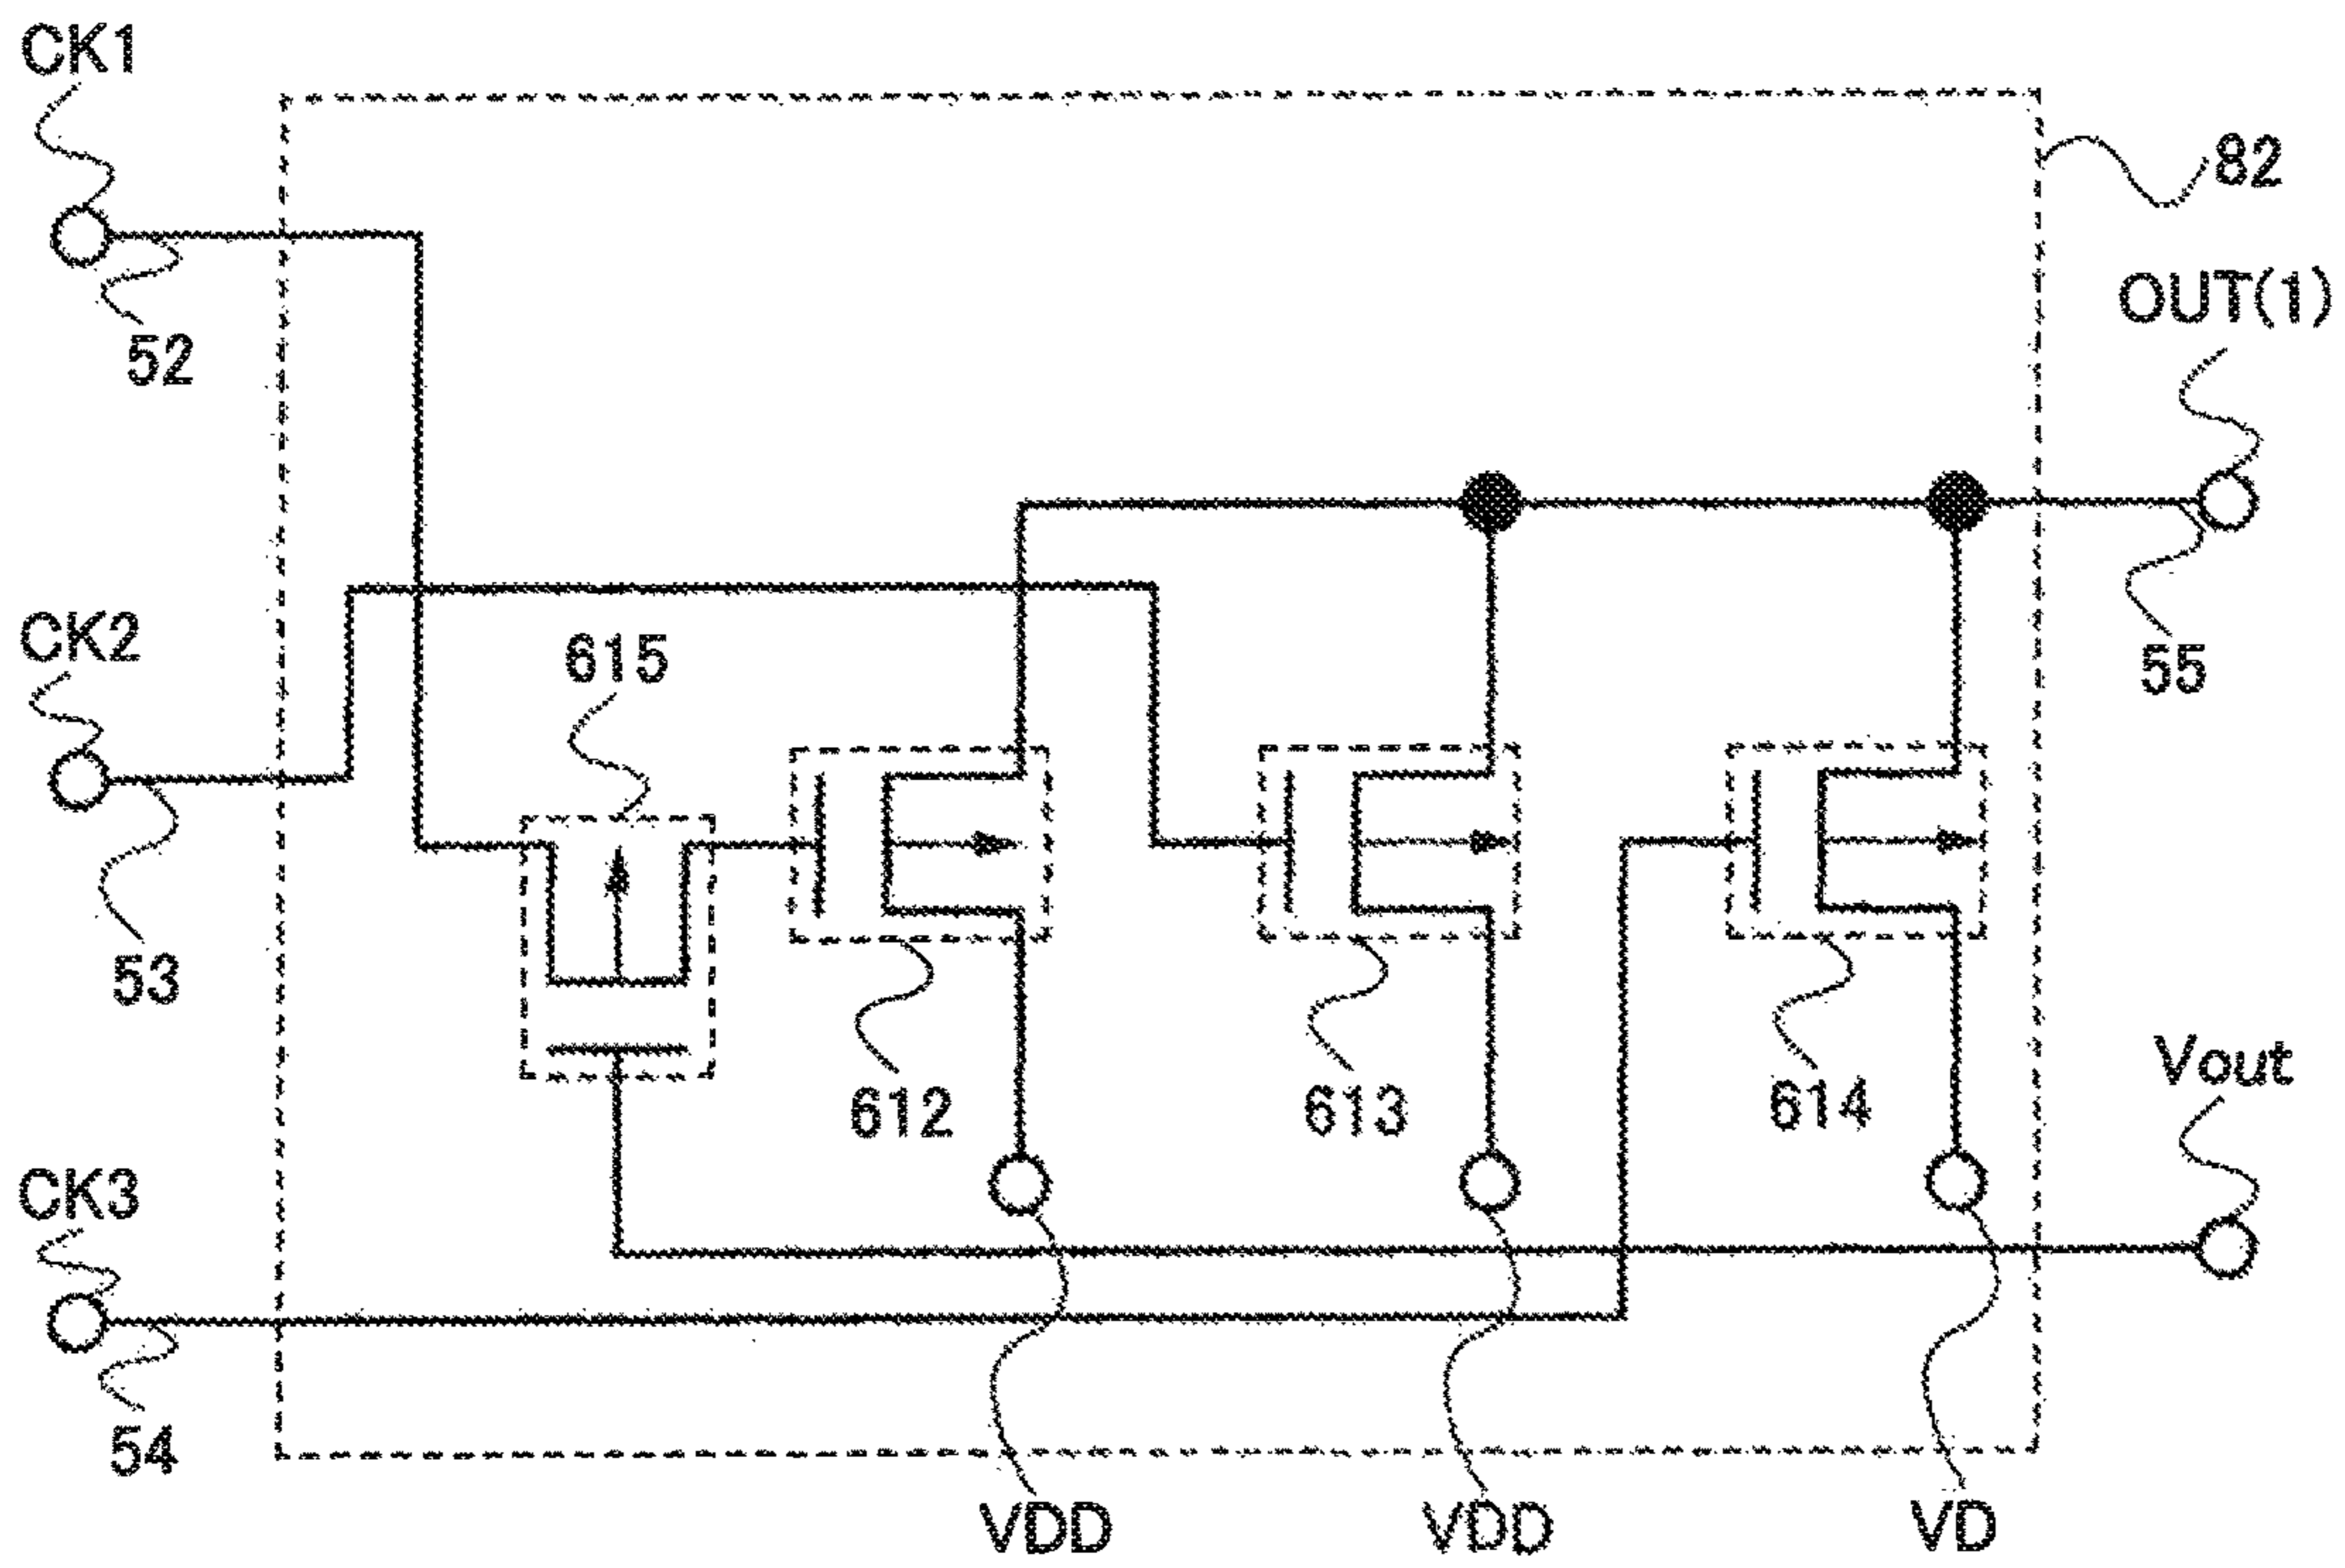 CK1
82
OUT(1)
52
CK2
615
55
53
Vout
612
613
614
CK3
54
VDD
VDD
VD